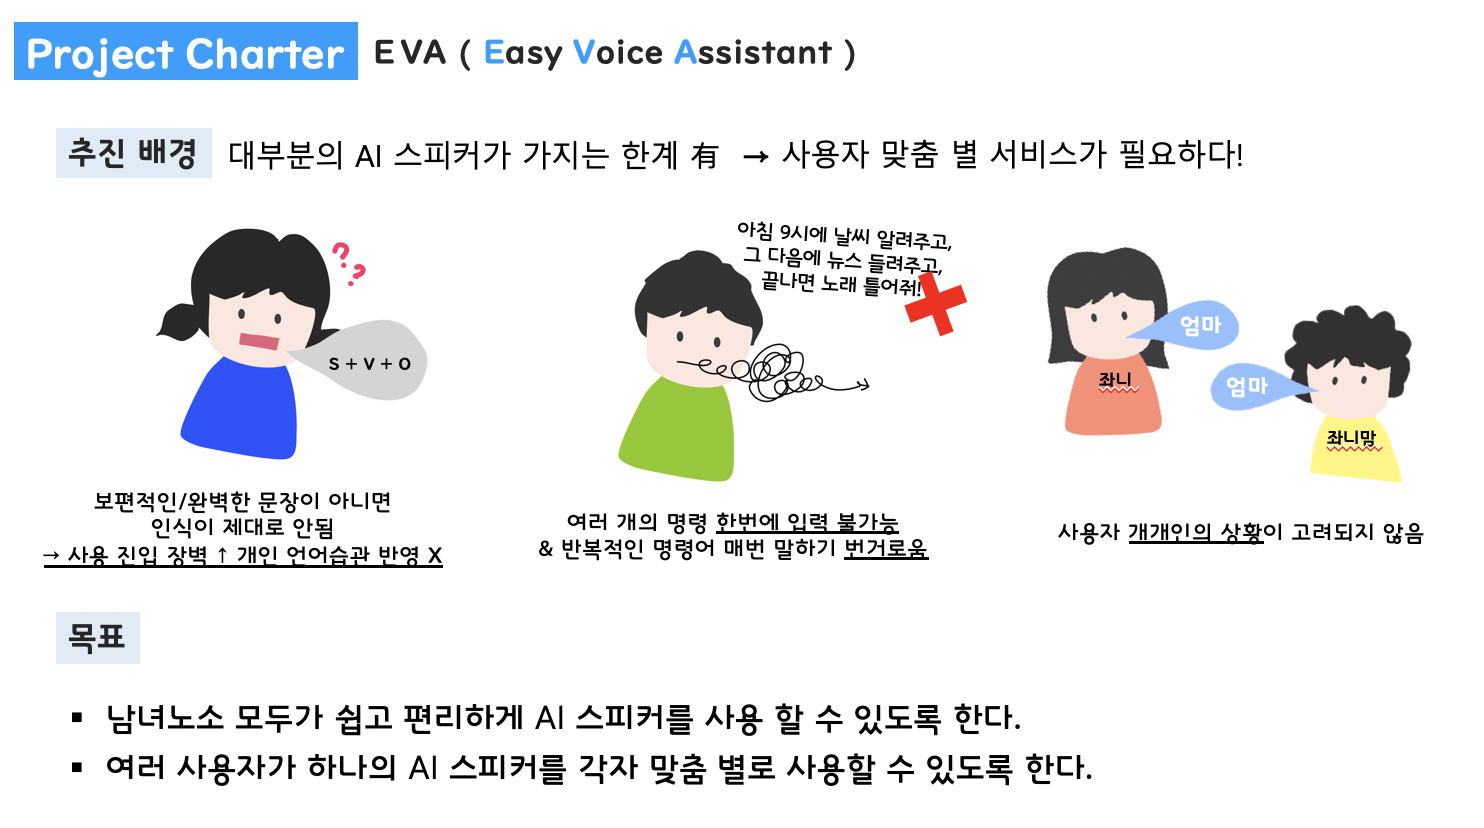 Project Charter EVA ( Easy Voice Assistant )
추진 배경 대부분의 AI 스피커가 가지는 한계 有 → 사용자 맞춤 별 서비스가 필요하다!
??
S + V + O
보편적인/완벽한 문장이 아니면
인식이 제대로 안됨
→ 사용 진입 장벽 ↑ 개인 언어습관 반영 X
아침 9시에 날씨 알려주고,
그 다음에 뉴스 들려주고,
끝나면 노래 틀어줘!
여러 개의 명령 한번에 입력 불가능
& 반복적인 명령어 매번 말하기 번거로움
엄마
좌니
엄마
좌니맘
사용자 개개인의 상황이 고려되지 않음
목표
▪ 남녀노소 모두가 쉽고 편리하게 AI 스피커를 사용 할 수 있도록 한다.
▪ 여러 사용자가 하나의 AI 스피커를 각자 맞춤 별로 사용할 수 있도록 한다.